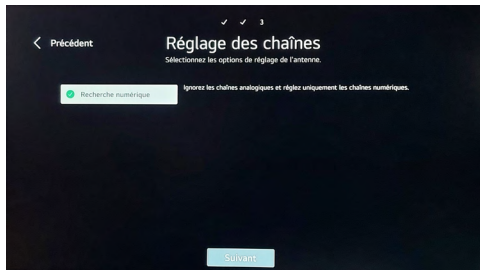 3
Précédent
Réglage des chaînes
Sélectionnez les options de réglage de l'antenne.
Recherche numérique
Ignorez les chaînes analogiques et réglez uniquement les chaînes numériques.
Suivant